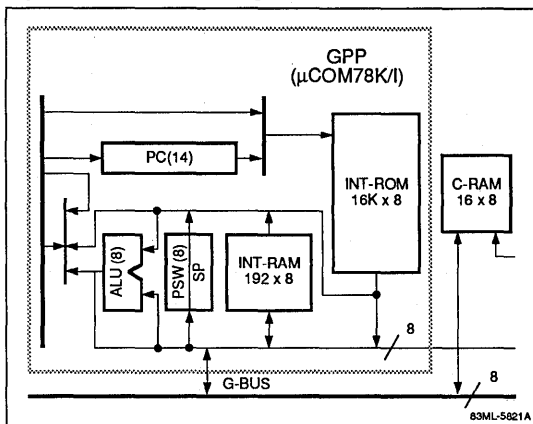 GPP
(μCOM78K/I)
PC(14)
INT-ROM
16K x 8
C-RAM
16 x 8
ALU (8)
PSW (8)
SP
INT-RAM
192 x 8
8
G-BUS
8
83ML-5821A